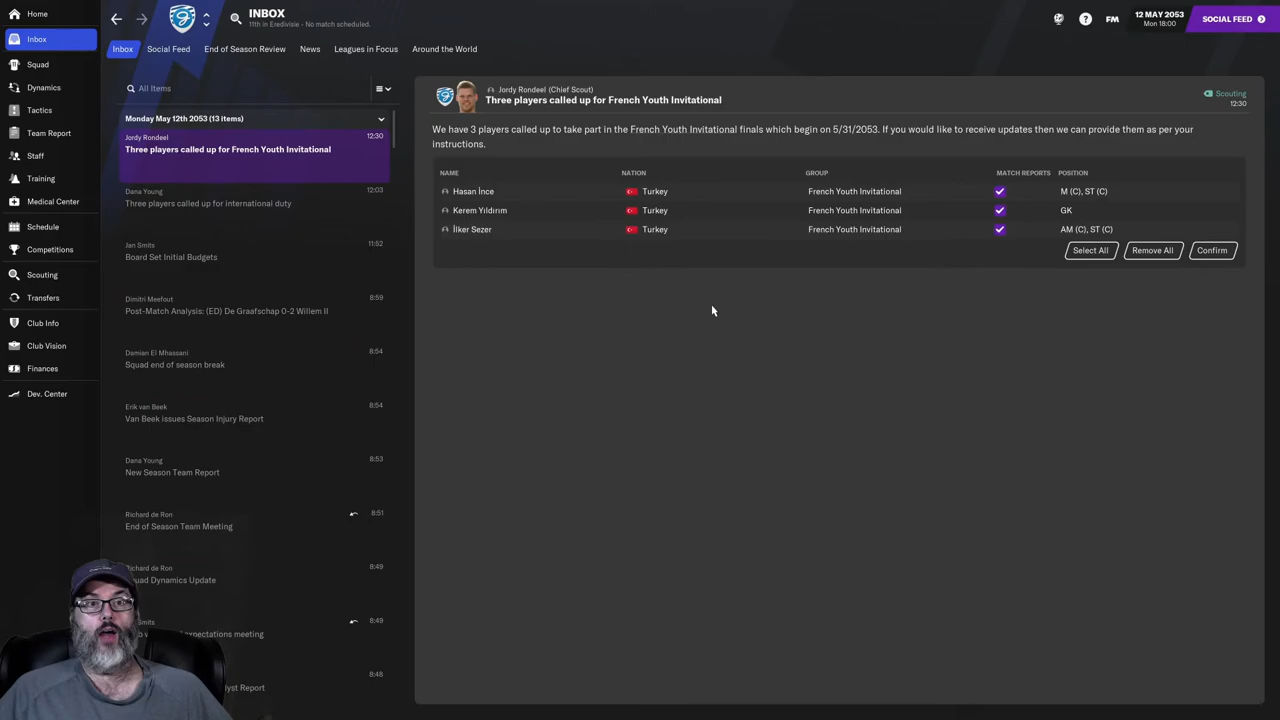 Home
Inbox
Squad
Dynamics
Tactics
Team Report
Staff
Training
Medical Center
Schedule
Competitions
Scouting
Transfers
Club Info
Club Vision
Finances
Dev. Center
INBOX
11th in Eredivisie - No match scheduled.
FM
12 MAY 2053
Mon 18:00
SOCIAL FEED
Inbox
Social Feed
End of Season Review
News
Leagues in Focus
Around the World
All Items
Monday May 12th 2053 (13 items)
Jordy Rondeel 12:30
Three players called up for French Youth Invitational
Dana Young 12:03
Three players called up for international duty
Jan Smits 11:52
Board Set Initial Budgets
Dimitri Meefout 8:59
Post-Match Analysis: (ED) De Graafschap 0-2 Willem II
Damian El Mhassani 8:54
Squad end of season break
Erik van Beek 8:54
Van Beek issues Season Injury Report
Dana Young 8:53
New Season Team Report
Richard de Ron 8:51
End of Season Team Meeting
Richard de Ron 8:49
Squad Dynamics Update
Smits 8:49
expectations meeting
8:48
lyst Report
Jordy Rondeel (Chief Scout)
Three players called up for French Youth Invitational
Scouting
12:30
We have 3 players called up to take part in the French Youth Invitational finals which begin on 5/31/2053. If you would like to receive updates then we can provide them as per your
instructions.
NAME NATION GROUP MATCH REPORTS POSITION
Hasan İnce Turkey French Youth Invitational M (C), ST (C)
Kerem Yıldırım Turkey French Youth Invitational GK
İlker Sezer Turkey French Youth Invitational AM (C), ST (C)
Select All Remove All Confirm